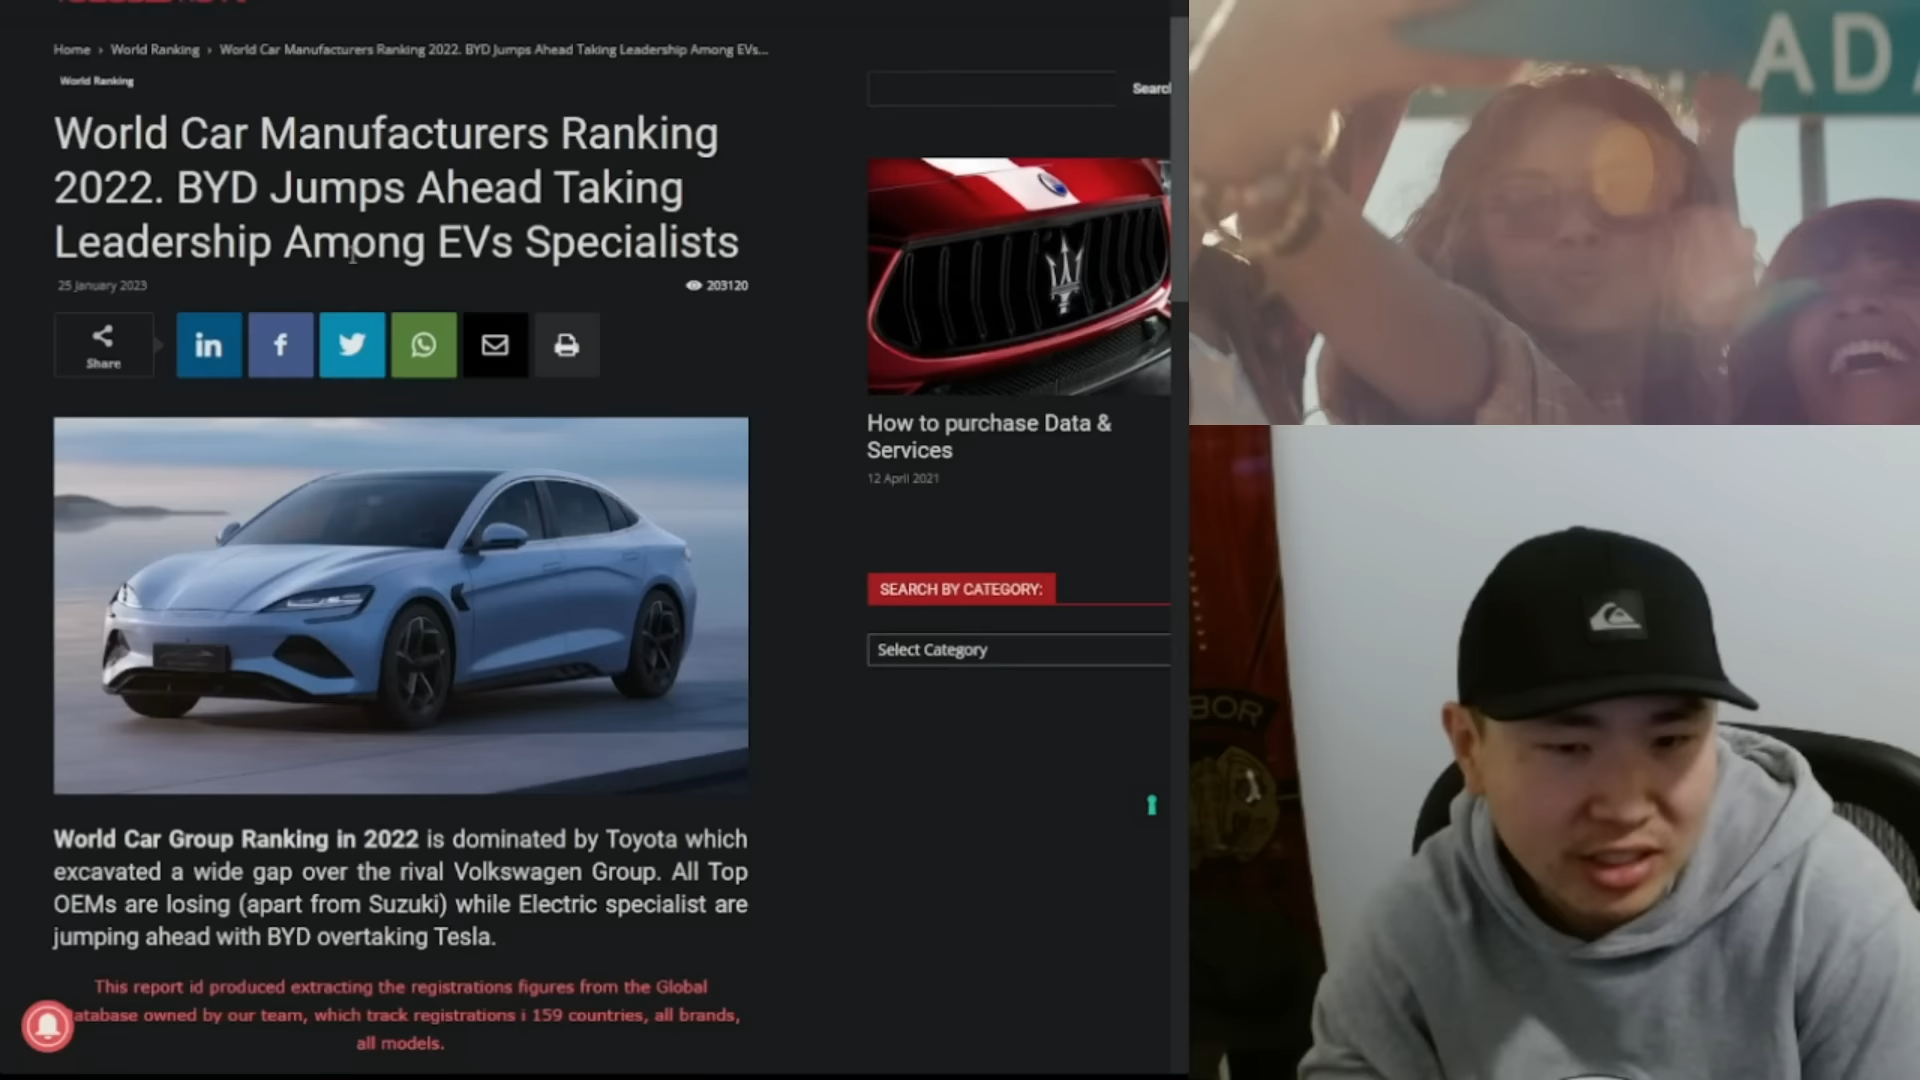 Home › World Ranking › World Car Manufacturers Ranking 2022. BYD Jumps Ahead Taking Leadership Among EVs...
World Ranking
World Car Manufacturers Ranking
2022. BYD Jumps Ahead Taking
Leadership Among EVs Specialists
25 January 2023
203120
Share
World Car Group Ranking in 2022 is dominated by Toyota which
excavated a wide gap over the rival Volkswagen Group. All Top
OEMs are losing (apart from Suzuki) while Electric specialist are
jumping ahead with BYD overtaking Tesla.
This report id produced extracting the registrations figures from the Global
atabase owned by our team, which track registrations i 159 countries, all brands,
all models.
Searc
How to purchase Data &
Services
12 April 2021
SEARCH BY CATEGORY:
Select Category
ADA
BOR